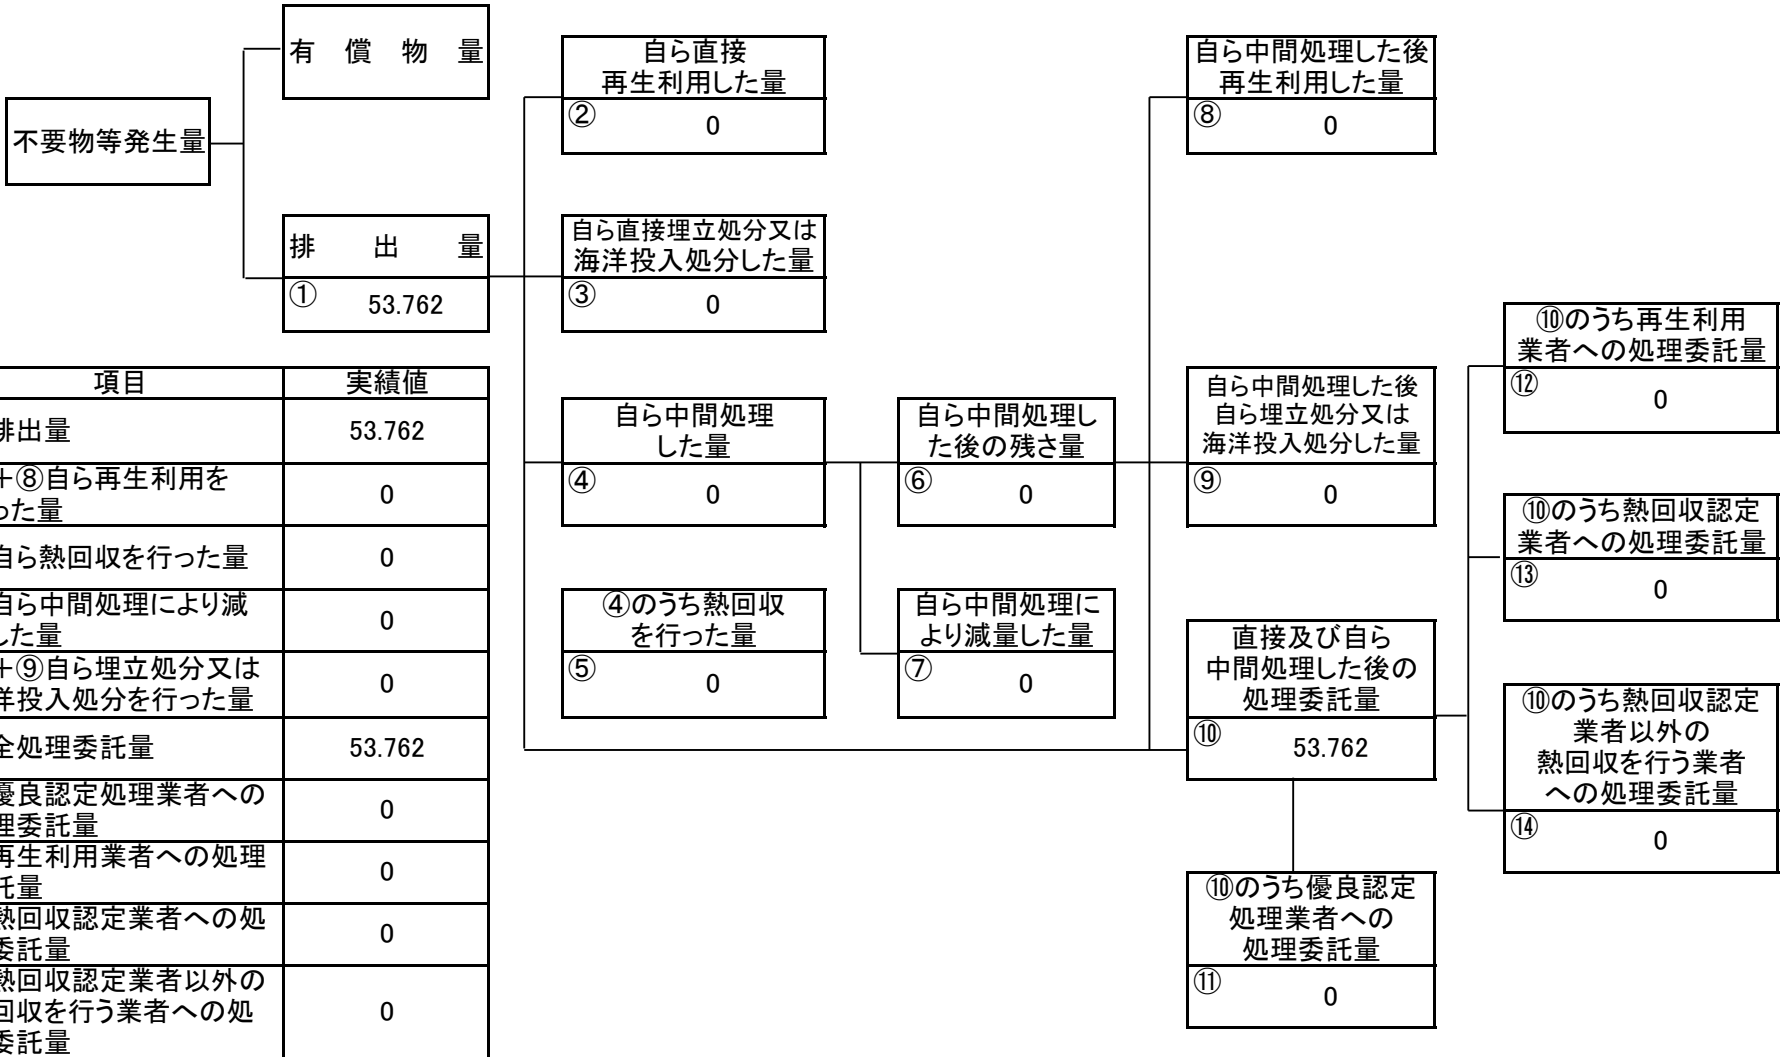 有償物量
不要物等発生量
排出量
①
53.762
自ら直接
再生利用した量
②
0
自ら直接埋立処分又は
海洋投入処分した量
③
0
自ら中間処理
した量
④
0
④のうち熱回収
を行った量
⑤
0
自ら中間処理し
た後の残さ量
⑥
0
自ら中間処理に
より減量した量
⑦
0
自ら中間処理した後
再生利用した量
⑧
0
自ら中間処理した後
自ら埋立処分又は
海洋投入処分した量
⑨
0
直接及び自ら
中間処理した後の
処理委託量
⑩
53.762
⑩のうち優良認定
処理業者への
処理委託量
⑪
0
⑩のうち再生利用
業者への処理委託量
⑫
0
⑩のうち熱回収認定
業者への処理委託量
⑬
0
⑩のうち熱回収認定
業者以外の
熱回収を行う業者
への処理委託量
⑭
0
項目
実績値
排出量
53.762
+⑧自ら再生利用を
った量
0
自ら熱回収を行った量
0
自ら中間処理により減
した量
0
+⑨自ら埋立処分又は
洋投入処分を行った量
0
全処理委託量
53.762
優良認定処理業者への
理委託量
0
再生利用業者への処理
託量
0
熱回収認定業者への処
委託量
0
熱回収認定業者以外の
回収を行う業者への処
委託量
0